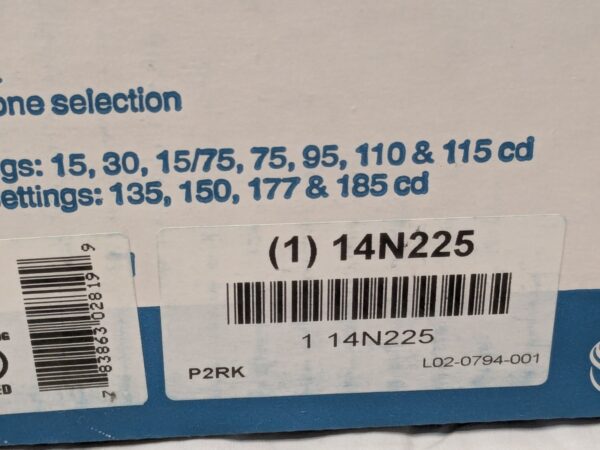 one selection
gs: 15, 30, 15/75, 75, 95, 110 & 115 cd
ettings: 135, 150, 177 & 185 cd
(1) 14N225
1 14N225
P2RK
L02-0794-001
7 83863 02819 9
ED